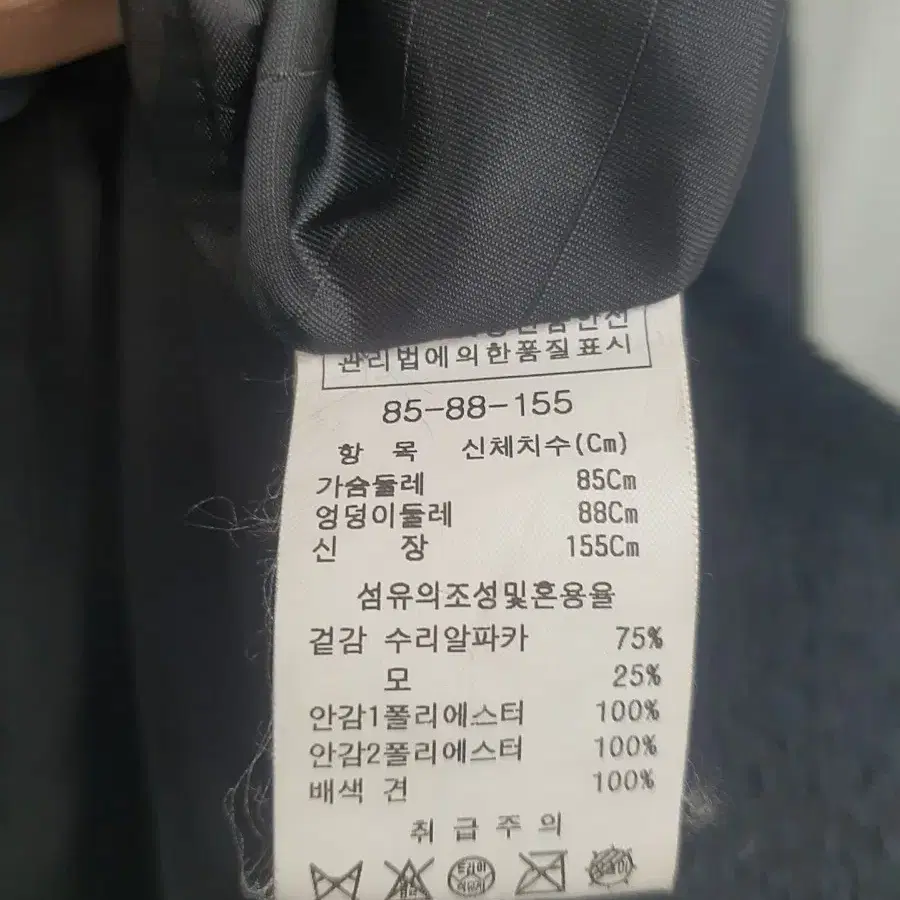 관리법에의한품질표시
85-88-155
항 목 신체치수(Cm)
가슴둘레 85Cm
엉덩이둘레 88Cm
신 장 155Cm
섬유의조성및혼용율
겉감 수리알파카 75%
모 25%
안감1폴리에스터 100%
안감2폴리에스터 100%
배색 견 100%
취 급 주 의
드라이